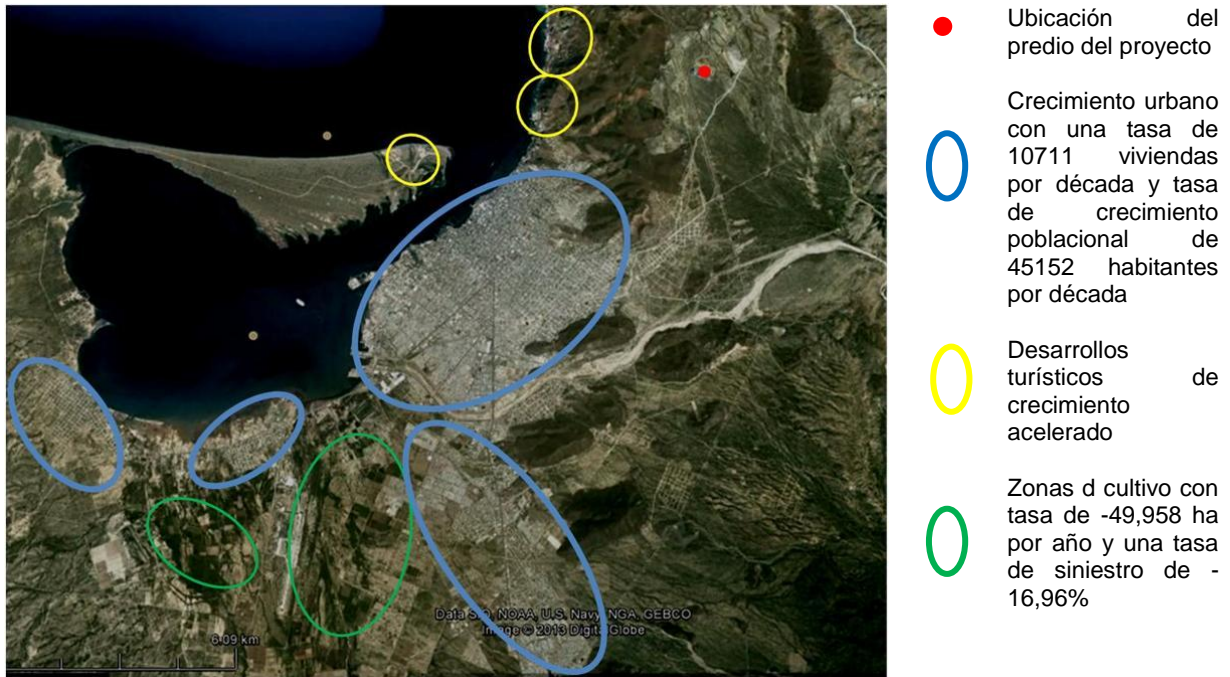 Ubicación del
predio del proyecto
Crecimiento urbano
con una tasa de
10711 viviendas
por década y tasa
de crecimiento
poblacional de
45152 habitantes
por década
Desarrollos
turísticos de
crecimiento
acelerado
Zonas d cultivo con
tasa de -49,958 ha
por año y una tasa
de siniestro de -
16,96%
Data SIO, NOAA, U.S. Navy, NGA, GEBCO
Image © 2013 DigitalGlobe
6.09 km